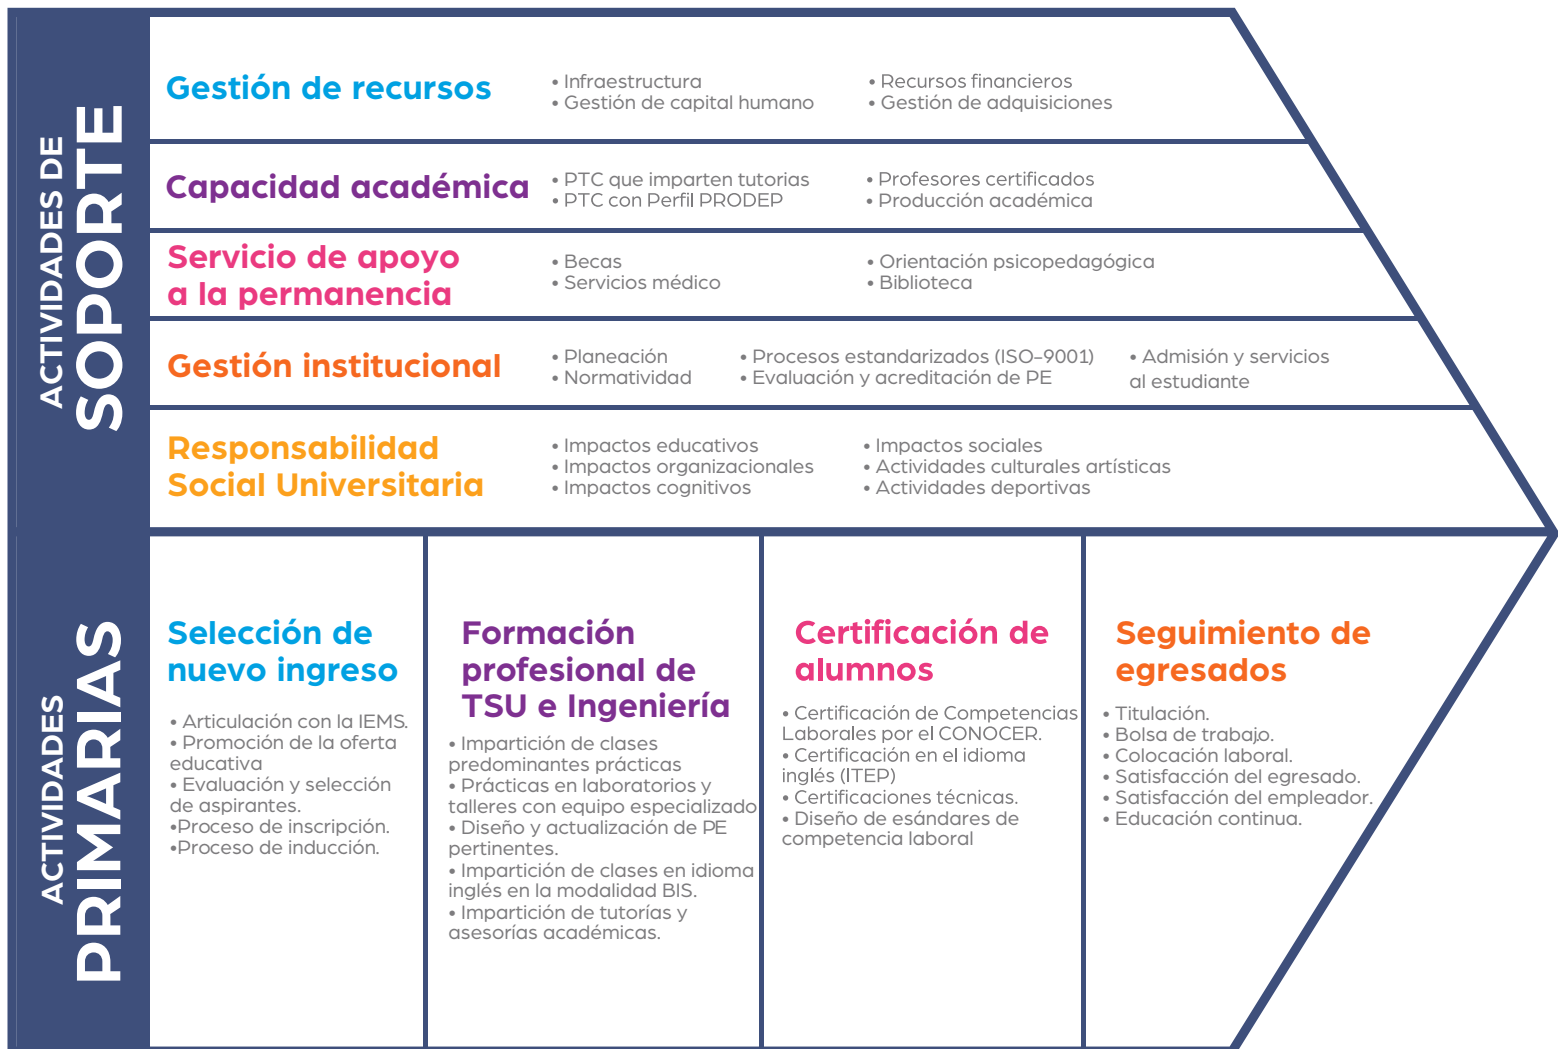 ACTIVIDADES DE
SOPORTE
Gestión de recursos
• Infraestructura
• Gestión de capital humano
• Recursos financieros
• Gestión de adquisiciones
Capacidad académica
• PTC que imparten tutorias
• PTC con Perfil PRODEP
• Profesores certificados
• Producción académica
Servicio de apoyo
a la permanencia
• Becas
• Servicios médico
• Orientación psicopedagógica
• Biblioteca
Gestión institucional
• Planeación
• Normatividad
• Procesos estandarizados (ISO-9001)
• Evaluación y acreditación de PE
• Admisión y servicios
al estudiante
Responsabilidad
Social Universitaria
• Impactos educativos
• Impactos organizacionales
• Impactos cognitivos
• Impactos sociales
• Actividades culturales artísticas
• Actividades deportivas
ACTIVIDADES
PRIMARIAS
Selección de
nuevo ingreso
• Articulación con la IEMS.
• Promoción de la oferta
educativa
• Evaluación y selección
de aspirantes.
•Proceso de inscripción.
•Proceso de inducción.
Formación
profesional de
TSU e Ingeniería
• Impartición de clases
predominantes prácticas
• Prácticas en laboratorios y
talleres con equipo especializado
• Diseño y actualización de PE
pertinentes.
• Impartición de clases en idioma
inglés en la modalidad BIS.
• Impartición de tutorías y
asesorías académicas.
Certificación de
alumnos
• Certificación de Competencias
Laborales por el CONOCER.
• Certificación en el idioma
inglés (ITEP)
• Certificaciones técnicas.
• Diseño de esándares de
competencia laboral
Seguimiento de
egresados
• Titulación.
• Bolsa de trabajo.
• Colocación laboral.
• Satisfacción del egresado.
• Satisfacción del empleador.
• Educación continua.